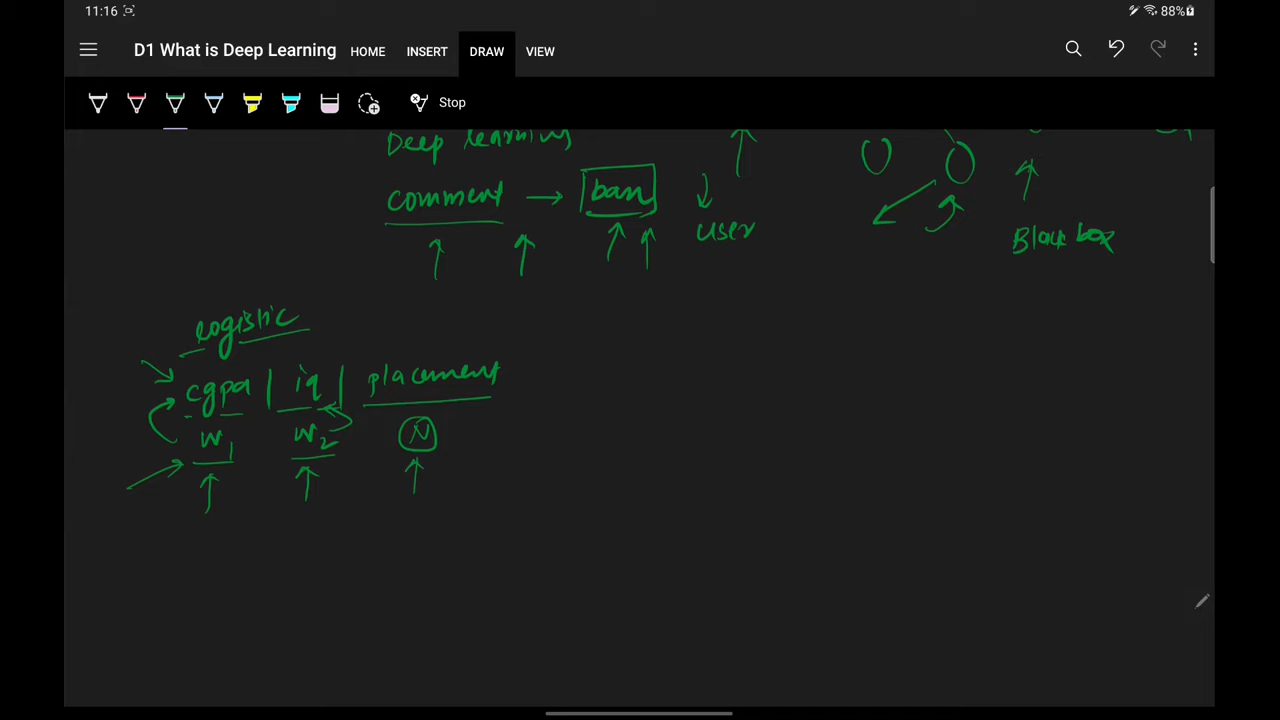 11:16 88%
D1 What is Deep Learning HOME INSERT DRAW VIEW
Stop
Deep learning
comment → ban user
Black box
logistic
cgpa | iq | placement
w1 w2 N